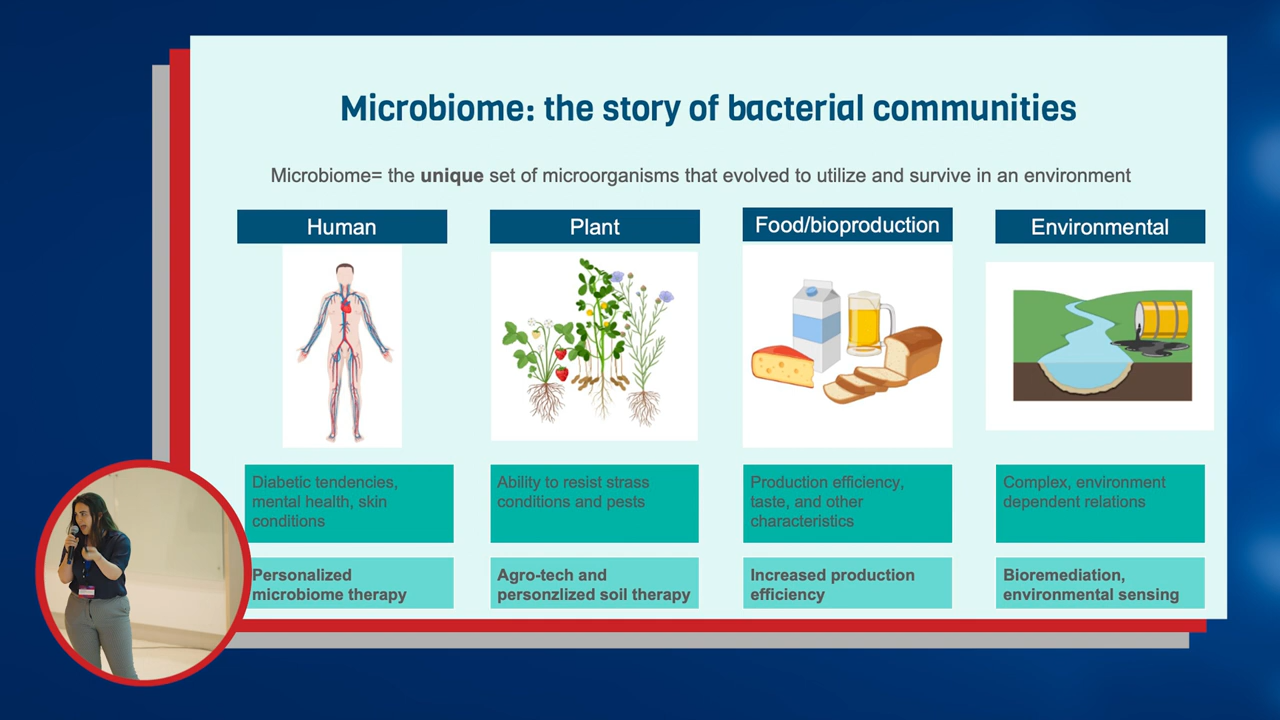 Microbiome: the story of bacterial communities
Microbiome= the unique set of microorganisms that evolved to utilize and survive in an environment
Human
Plant
Food/bioproduction
Environmental
Diabetic tendencies,
mental health, skin
conditions
Ability to resist strass
conditions and pests
Production efficiency,
taste, and other
characteristics
Complex, environment
dependent relations
Personalized
microbiome therapy
Agro-tech and
personzlized soil therapy
Increased production
efficiency
Bioremediation,
environmental sensing